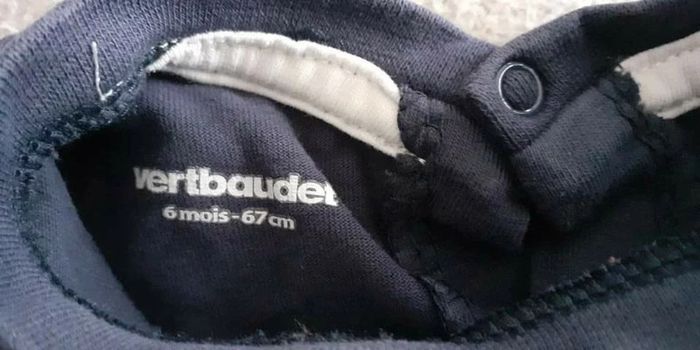 vertbaudet
6 mois - 67 cm